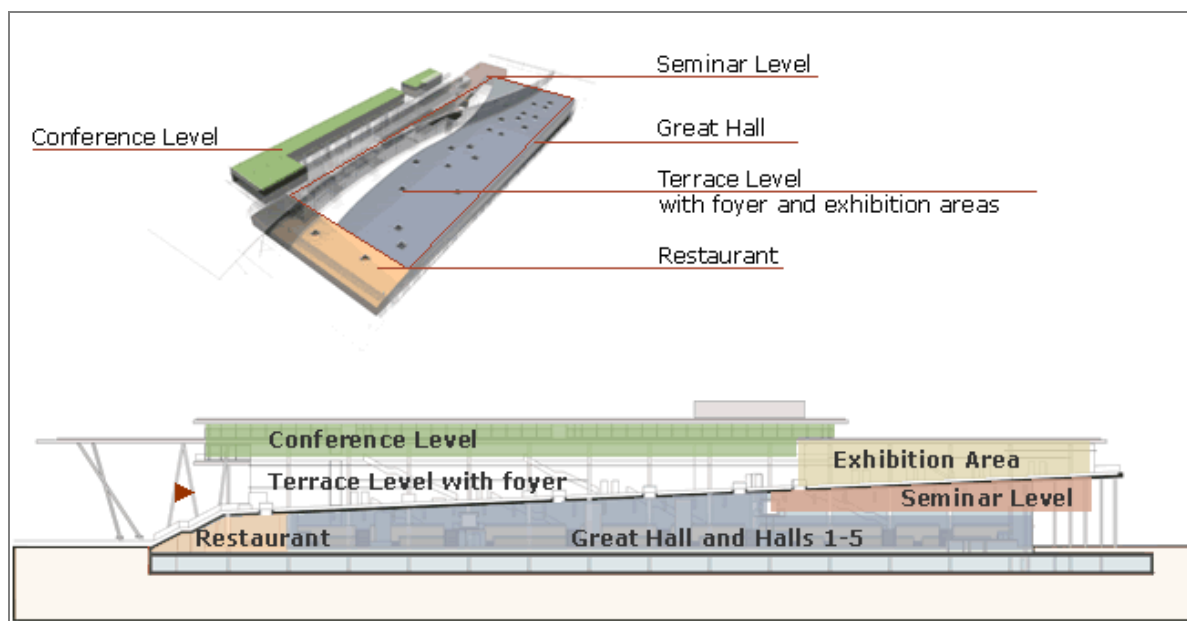 Seminar Level
Conference Level
Great Hall
Terrace Level
with foyer and exhibition areas
Restaurant
Conference Level
Exhibition Area
Terrace Level with foyer
Seminar Level
Restaurant
Great Hall and Halls 1-5